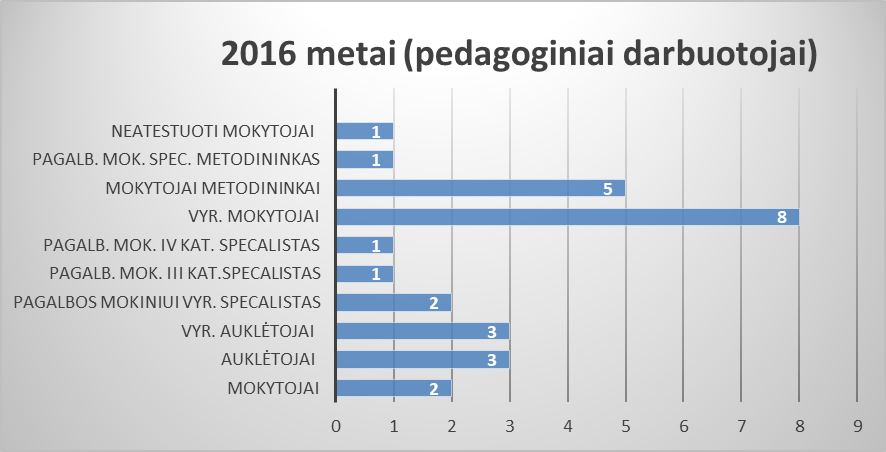 2016 metai (pedagoginiai darbuotojai)
NEATESTUOTI MOKYTOJAI 1
PAGALB. MOK. SPEC. METODININKAS 1
MOKYTOJAI METODININKAI 5
VYR. MOKYTOJAI 8
PAGALB. MOK. IV KAT. SPECALISTAS 1
PAGALB. MOK. III KAT.SPECALISTAS 1
PAGALBOS MOKINIUI VYR. SPECALISTAS 2
VYR. AUKLĖTOJAI 3
AUKLĖTOJAI 3
MOKYTOJAI 2
0 1 2 3 4 5 6 7 8 9